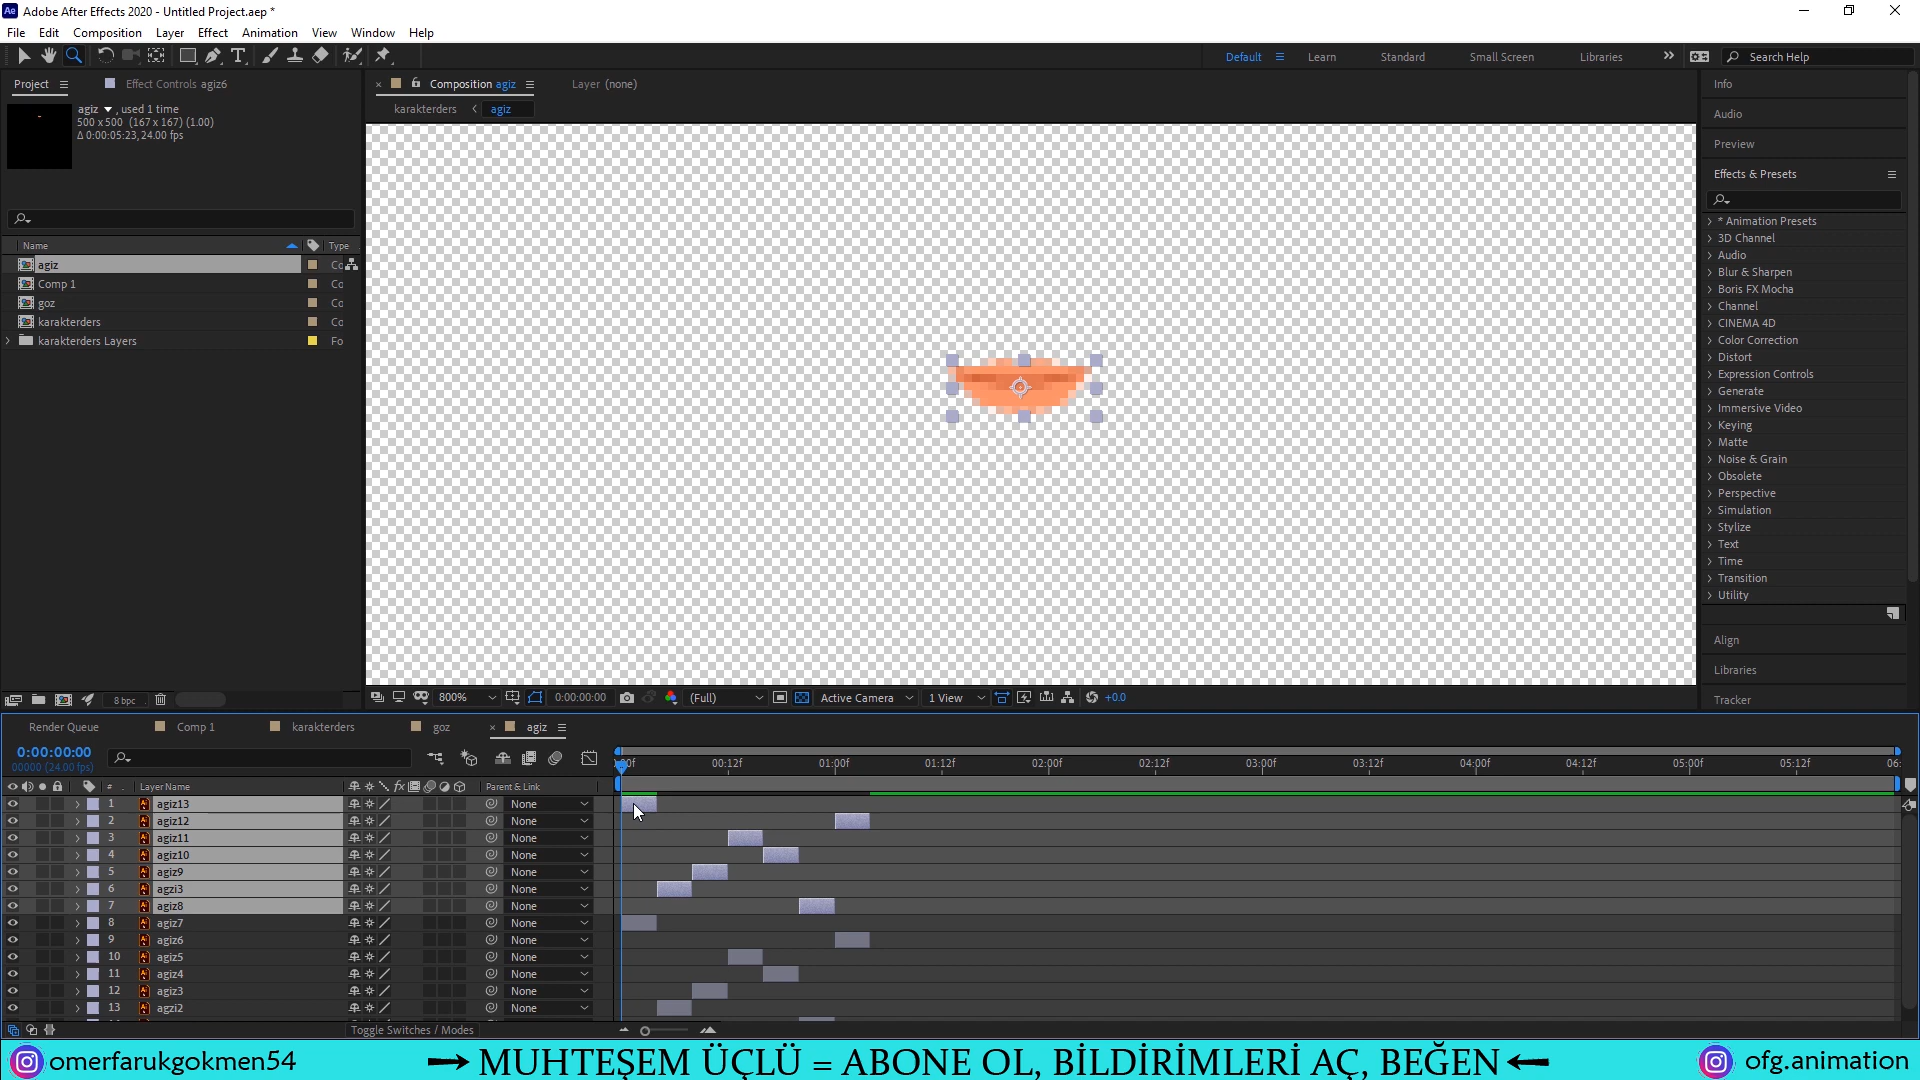 Adobe After Effects 2020 - Untitled Project.aep *
File Edit Composition Layer Effect Animation View Window Help
Default Learn Standard Small Screen Libraries Search Help
Project Effect Controls agiz6
agiz , used 1 time
500 x 500 (167 x 167) (1.00)
Δ 0:00:05:23, 24.00 fps
Name Type
agiz Co
Comp 1 Co
goz Co
karakterders Co
karakterders Layers Fo
8 bpc
Composition agiz Layer (none)
karakterders agiz
800% 0:00:00:00 (Full) Active Camera 1 View +0.0
Info
Audio
Preview
Effects & Presets
* Animation Presets
3D Channel
Audio
Blur & Sharpen
Boris FX Mocha
Channel
CINEMA 4D
Color Correction
Distort
Expression Controls
Generate
Immersive Video
Keying
Matte
Noise & Grain
Obsolete
Perspective
Simulation
Stylize
Text
Time
Transition
Utility
Align
Libraries
Tracker
Render Queue Comp 1 karakterders goz agiz
0:00:00:00
00000 (24.00 fps)
:00f 00:12f 01:00f 01:12f 02:00f 02:12f 03:00f 03:12f 04:00f 04:12f 05:00f 05:12f 06:
# Layer Name Parent & Link
1 agiz13 None
2 agiz12 None
3 agiz11 None
4 agiz10 None
5 agiz9 None
6 agzi3 None
7 agiz8 None
8 agiz7 None
9 agiz6 None
10 agiz5 None
11 agiz4 None
12 agiz3 None
13 agzi2 None
Toggle Switches / Modes
omerfarukgokmen54 MUHTEŞEM ÜÇLÜ = ABONE OL, BİLDİRİMLERİ AÇ, BEĞEN ofg.animation